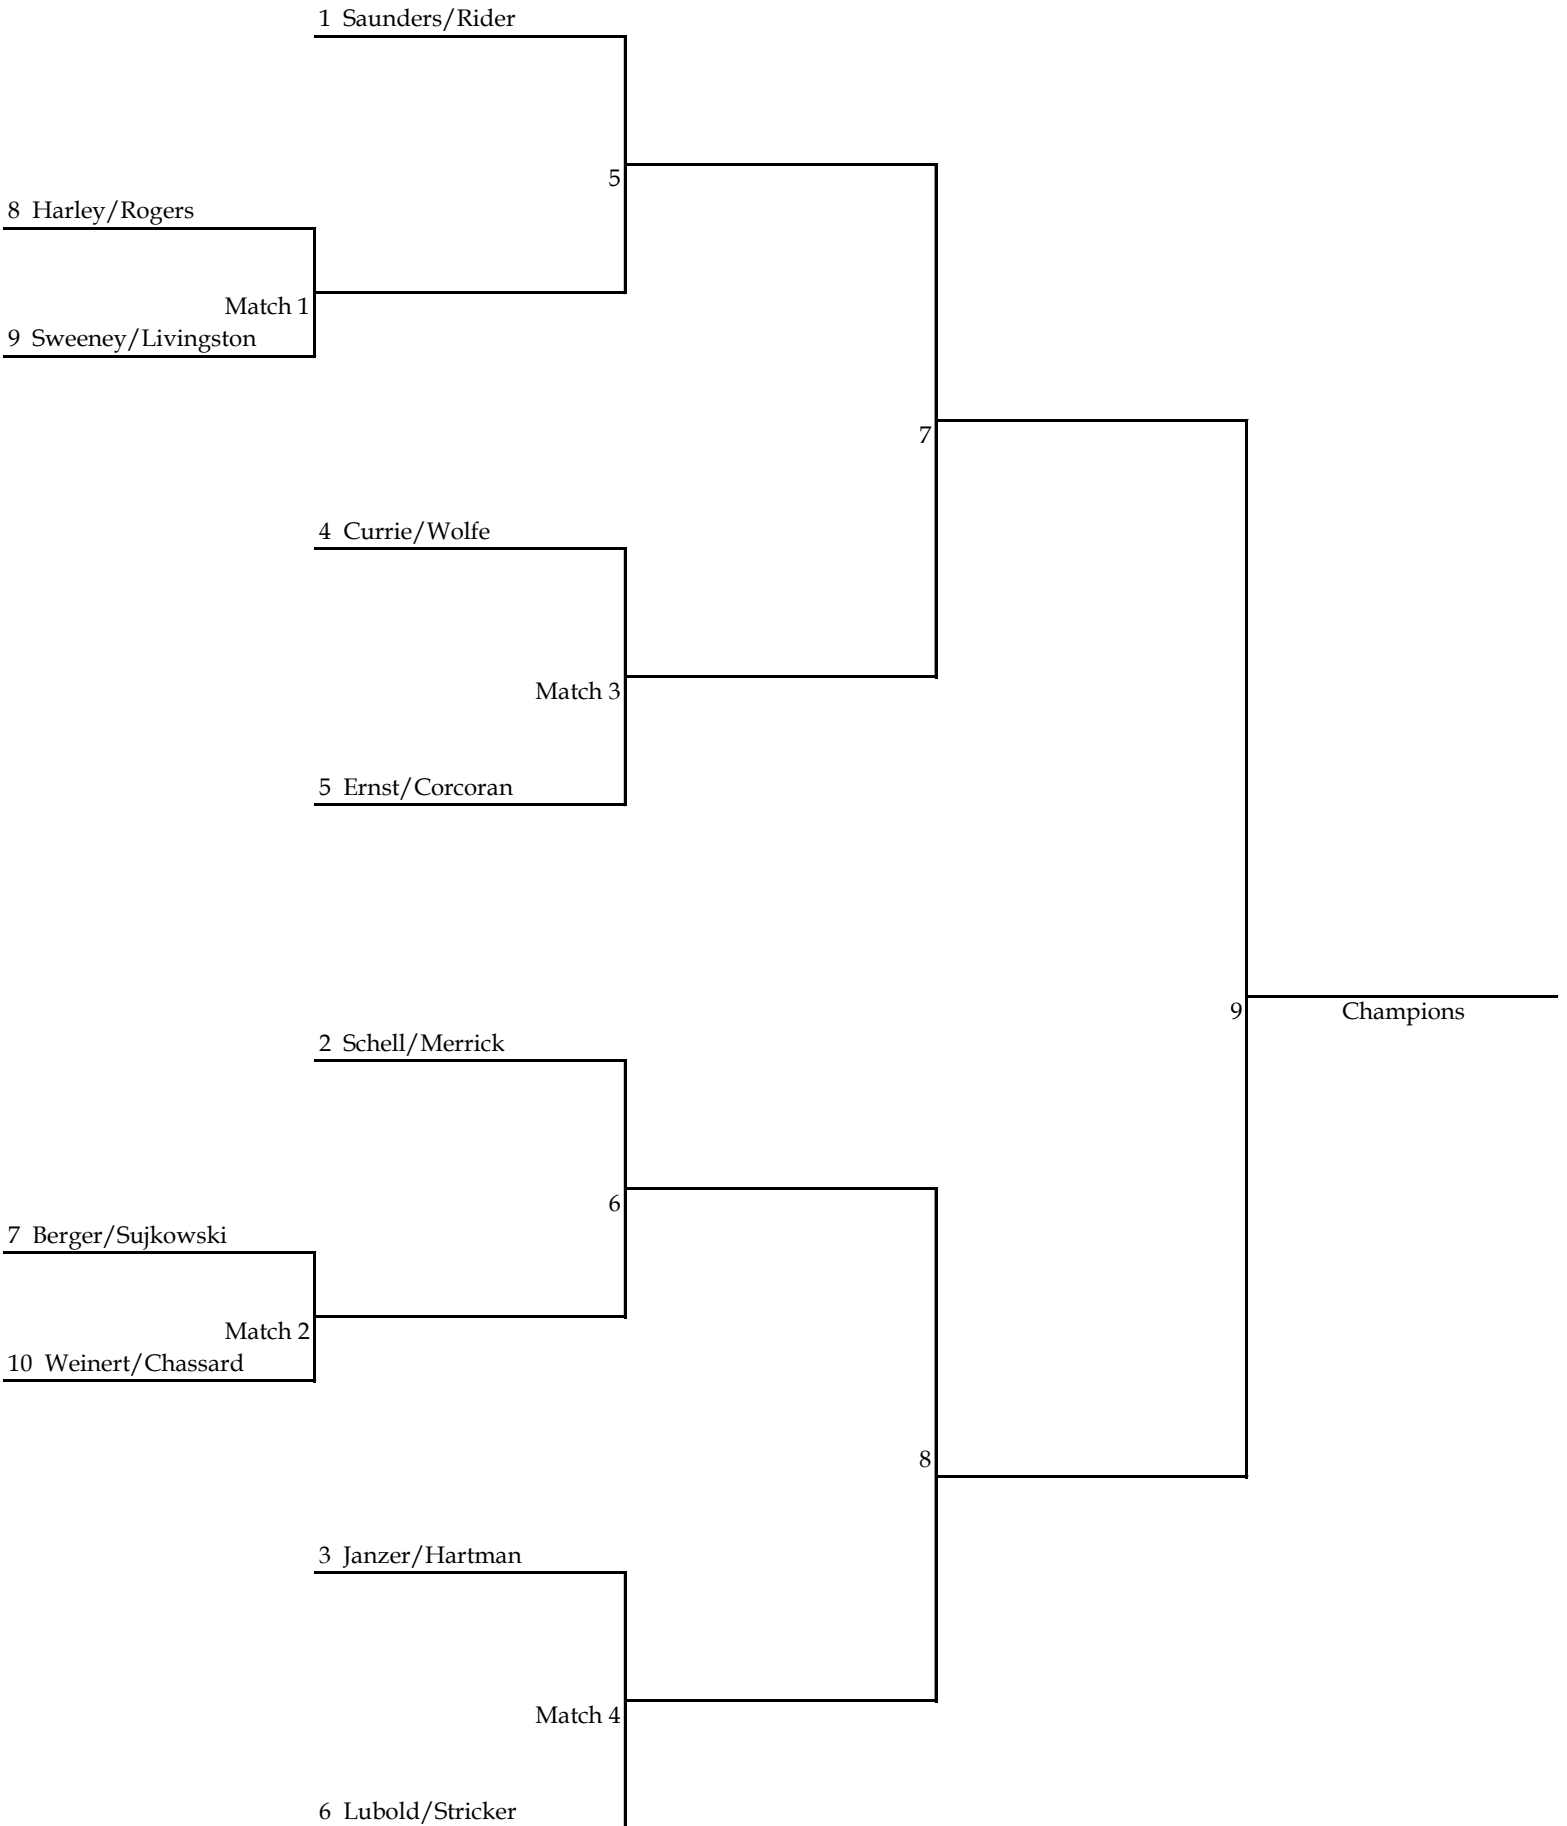 1 Saunders/Rider
5
8 Harley/Rogers
Match 1
9 Sweeney/Livingston
7
4 Currie/Wolfe
Match 3
5 Ernst/Corcoran
9
Champions
2 Schell/Merrick
6
7 Berger/Sujkowski
Match 2
10 Weinert/Chassard
8
3 Janzer/Hartman
Match 4
6 Lubold/Stricker